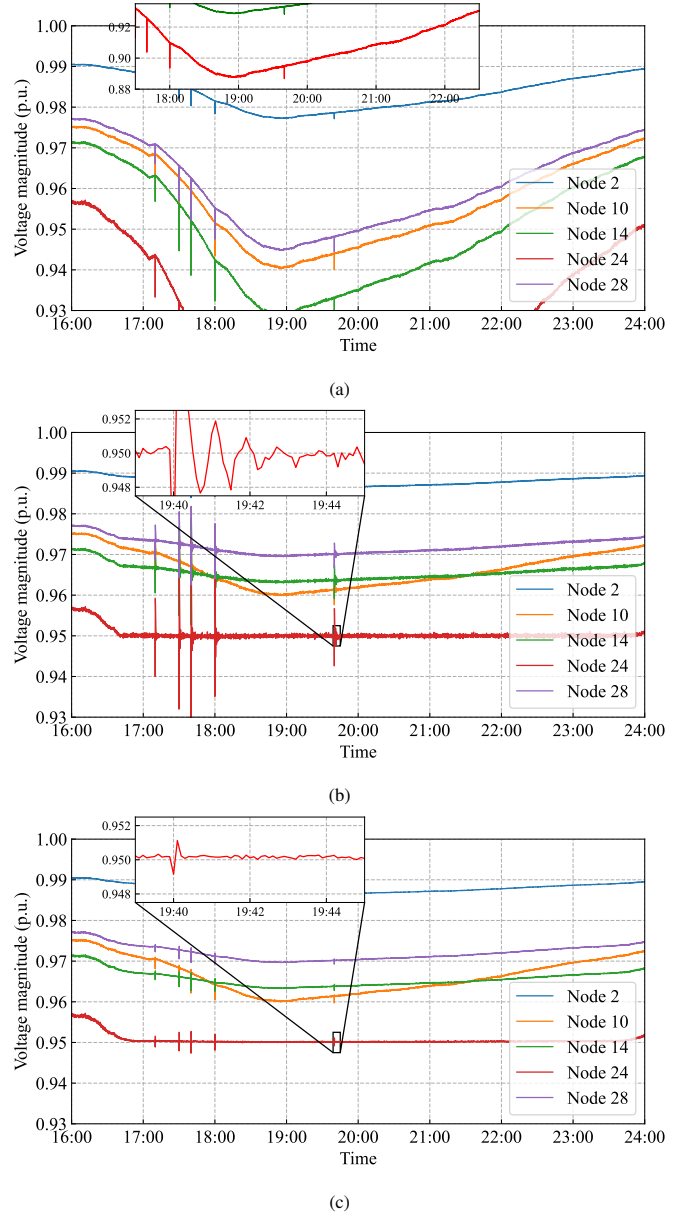 1.00
0.99
0.98
0.97
0.96
0.95
0.94
0.93
Voltage magnitude (p.u.)
0.92
0.90
0.88
18:00 19:00 20:00 21:00 22:00
Node 2
Node 10
Node 14
Node 24
Node 28
16:00 17:00 18:00 19:00 20:00 21:00 22:00 23:00 24:00
Time
(a)
1.00
0.99
0.98
0.97
0.96
0.95
0.94
0.93
Voltage magnitude (p.u.)
0.952
0.950
0.948
19:40 19:42 19:44
Node 2
Node 10
Node 14
Node 24
Node 28
16:00 17:00 18:00 19:00 20:00 21:00 22:00 23:00 24:00
Time
(b)
1.00
0.99
0.98
0.97
0.96
0.95
0.94
0.93
Voltage magnitude (p.u.)
0.952
0.950
0.948
19:40 19:42 19:44
Node 2
Node 10
Node 14
Node 24
Node 28
16:00 17:00 18:00 19:00 20:00 21:00 22:00 23:00 24:00
Time
(c)